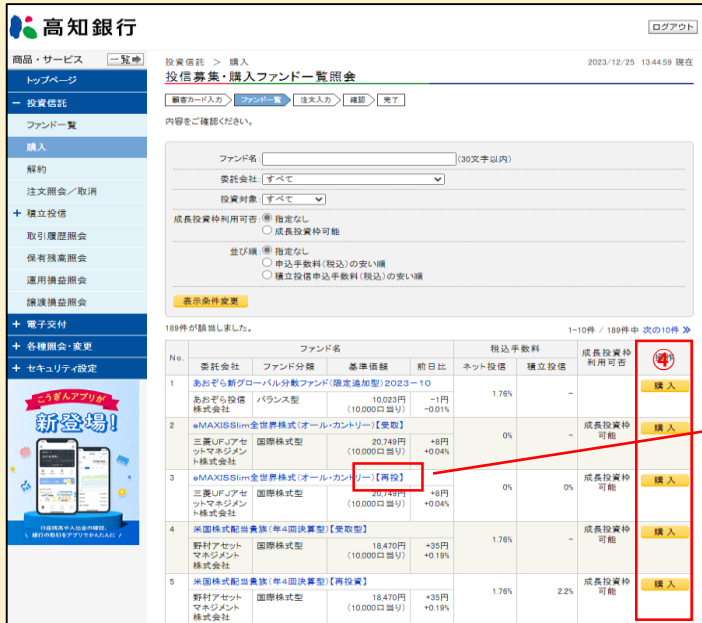 高知銀行
ログアウト
商品・サービス 一覧
トップページ
投資信託
ファンド一覧
購入
解約
注文照会/取消
積立投信
取引履歴照会
保有残高照会
運用損益照会
譲渡損益照会
電子交付
各種照会・変更
セキュリティ設定
こうぎんアプリが
新登場!
口座残高や入出金の確認、
銀行の取引をアプリでかんたんに
投資信託 > 購入
2023/12/25 13:44:59 現在
投信募集・購入ファンド一覧照会
顧客カード入力 ファンド一覧 注文入力 確認 完了
内容をご確認ください。
ファンド名: (30文字以内)
委託会社: すべて
投資対象: すべて
成長投資枠利用可否: 指定なし
成長投資枠可能
並び順: 指定なし
申込手数料(税込)の安い順
積立投信申込手数料(税込)の安い順
表示条件変更
189件が該当しました。
1~10件 / 189件中 次の10件
No. ファンド名 税込手数料 成長投資枠利用可否 ④
委託会社 ファンド分類 基準価額 前日比 ネット投信 積立投信
1 あおぞら新グローバル分散ファンド(限定追加型)2023-10
あおぞら投信株式会社 バランス型 10,023円 (10,000口当り) -1円 -0.01% 1.76% - 購入
2 eMAXISSlim全世界株式(オール・カントリー)【受取】
三菱UFJアセットマネジメント株式会社 国際株式型 20,749円 (10,000口当り) +8円 +0.04% 0% - 成長投資枠可能 購入
3 eMAXISSlim全世界株式(オール・カントリー)【再投】
三菱UFJアセットマネジメント株式会社 国際株式型 20,749円 (10,000口当り) +8円 +0.04% 0% 0% 成長投資枠可能 購入
4 米国株式配当貴族(年4回決算型)【受取型】
野村アセットマネジメント株式会社 国際株式型 18,470円 (10,000口当り) +35円 +0.19% 1.76% - 成長投資枠可能 購入
5 米国株式配当貴族(年4回決算型)【再投資】
野村アセットマネジメント株式会社 国際株式型 18,470円 (10,000口当り) +35円 +0.19% 1.76% 2.2% 成長投資枠可能 購入